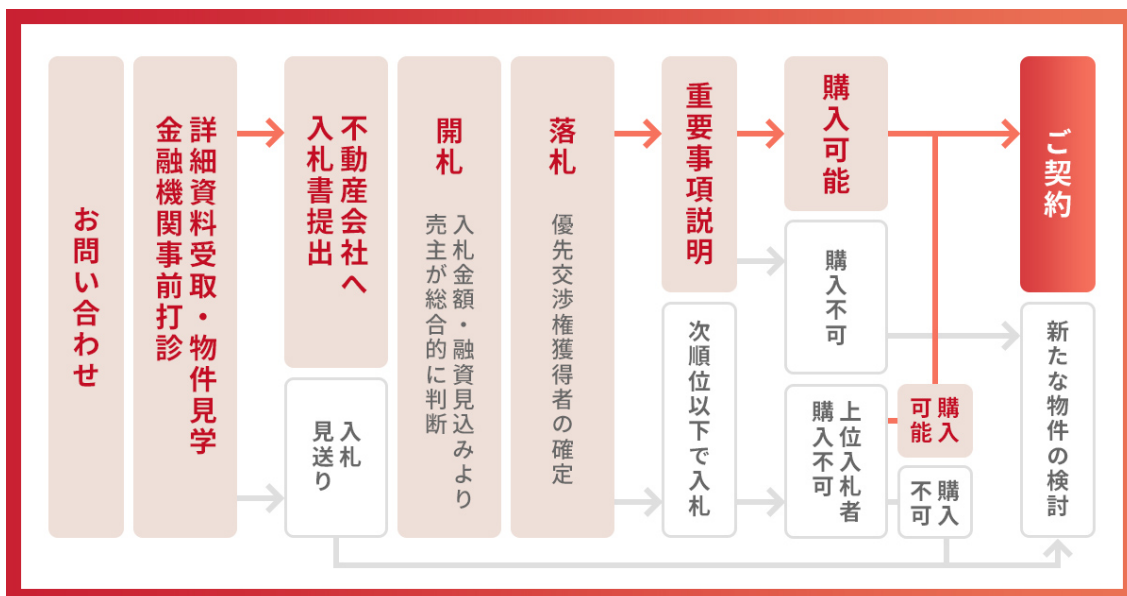 お問い合わせ
詳細資料受取・物件見学
金融機関事前打診
不動産会社へ
入札書提出
入札
見送り
開札
入札金額・融資見込みより
売主が総合的に判断
落札
優先交渉権獲得者の確定
重要事項説明
次順位以下で入札
購入可能
購入不可
上位入札者
購入不可
購入
可能
購入
不可
ご契約
新たな物件の検討